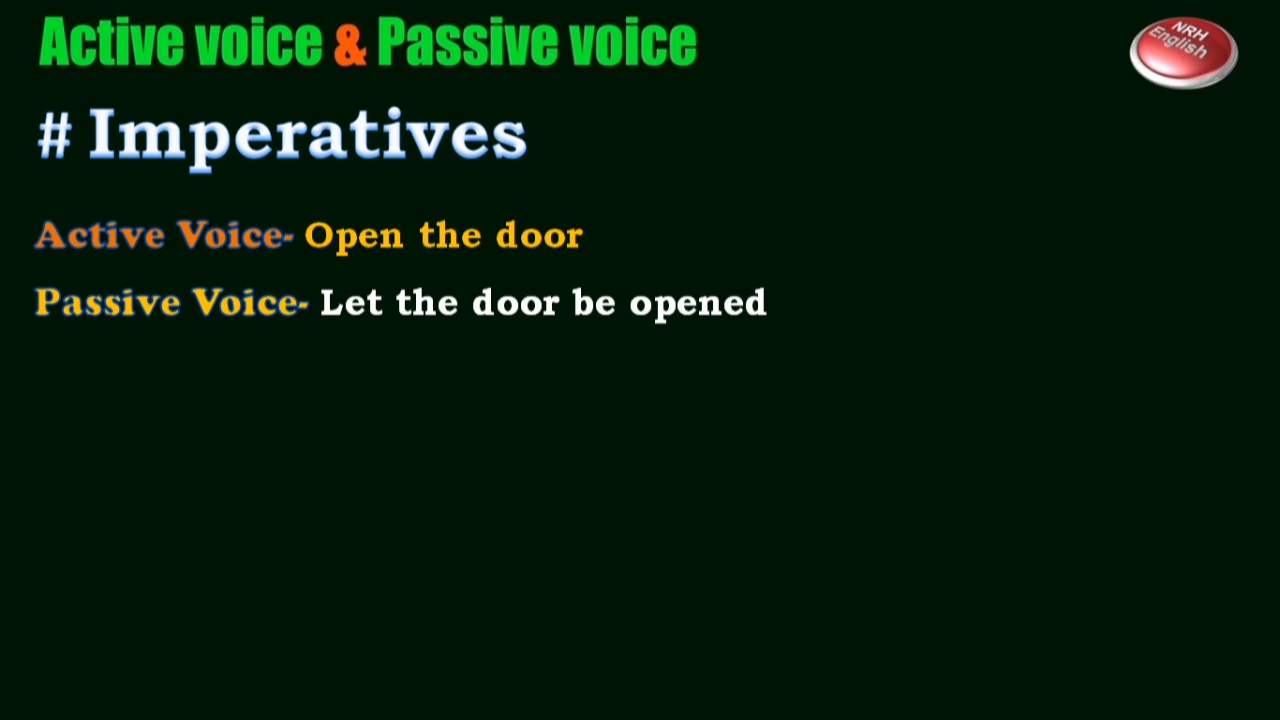 Active voice & Passive voice
NRH
English
# Imperatives
Active Voice- Open the door
Passive Voice- Let the door be opened